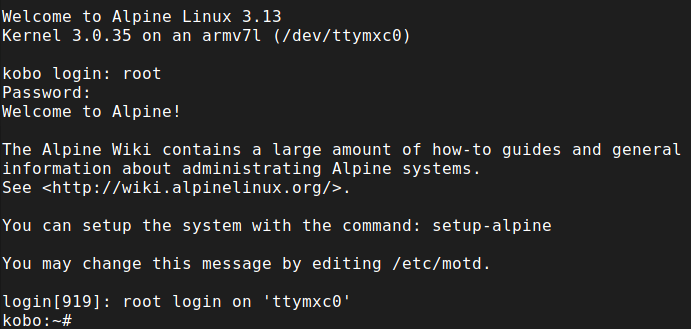 Welcome to Alpine Linux 3.13
Kernel 3.0.35 on an armv7l (/dev/ttymxc0)
kobo login: root
Password:
Welcome to Alpine!
The Alpine Wiki contains a large amount of how-to guides and general
information about administrating Alpine systems.
See <http://wiki.alpinelinux.org/>.
You can setup the system with the command: setup-alpine
You may change this message by editing /etc/motd.
login[919]: root login on 'ttymxc0'
kobo:~#